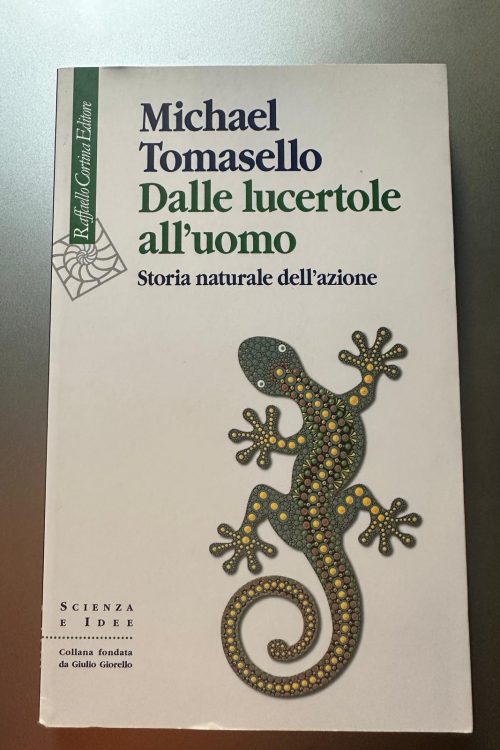 Raffaello Cortina Editore
Michael
Tomasello
Dalle lucertole
all'uomo
Storia naturale dell'azione
SCIENZA
E IDEE
Collana fondata
da Giulio Giorello